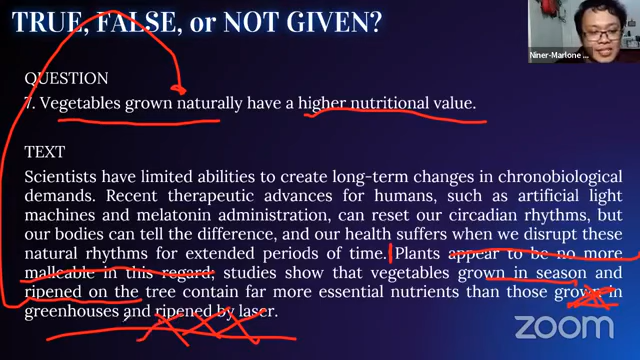 TRUE, FALSE, or NOT GIVEN?
Niner-Marlone
QUESTION
7. Vegetables grown naturally have a higher nutritional value.
TEXT
Scientists have limited abilities to create long-term changes in chronobiological
demands. Recent therapeutic advances for humans, such as artificial light
machines and melatonin administration, can reset our circadian rhythms, but
our bodies can tell the difference, and our health suffers when we disrupt these
natural rhythms for extended periods of time. Plants appear to be no more
malleable in this regard; studies show that vegetables grown in season and
ripened on the tree contain far more essential nutrients than those grown in
greenhouses and ripened by laser.
zoom